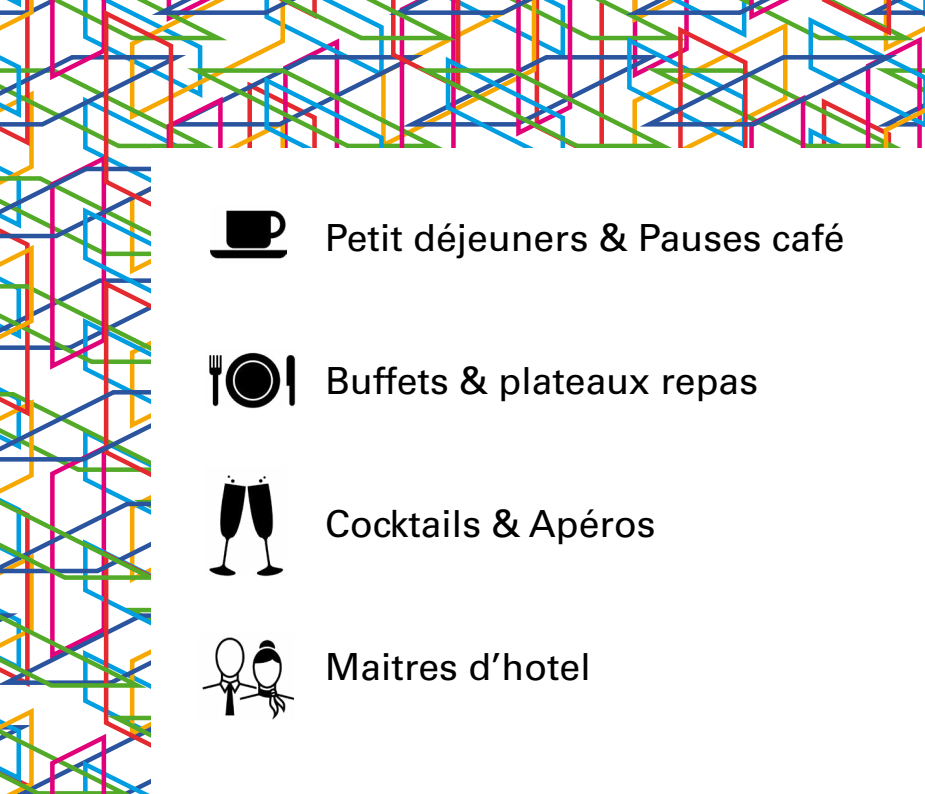 Petit déjeuners & Pauses café
Buffets & plateaux repas
Cocktails & Apéros
Maitres d’hotel